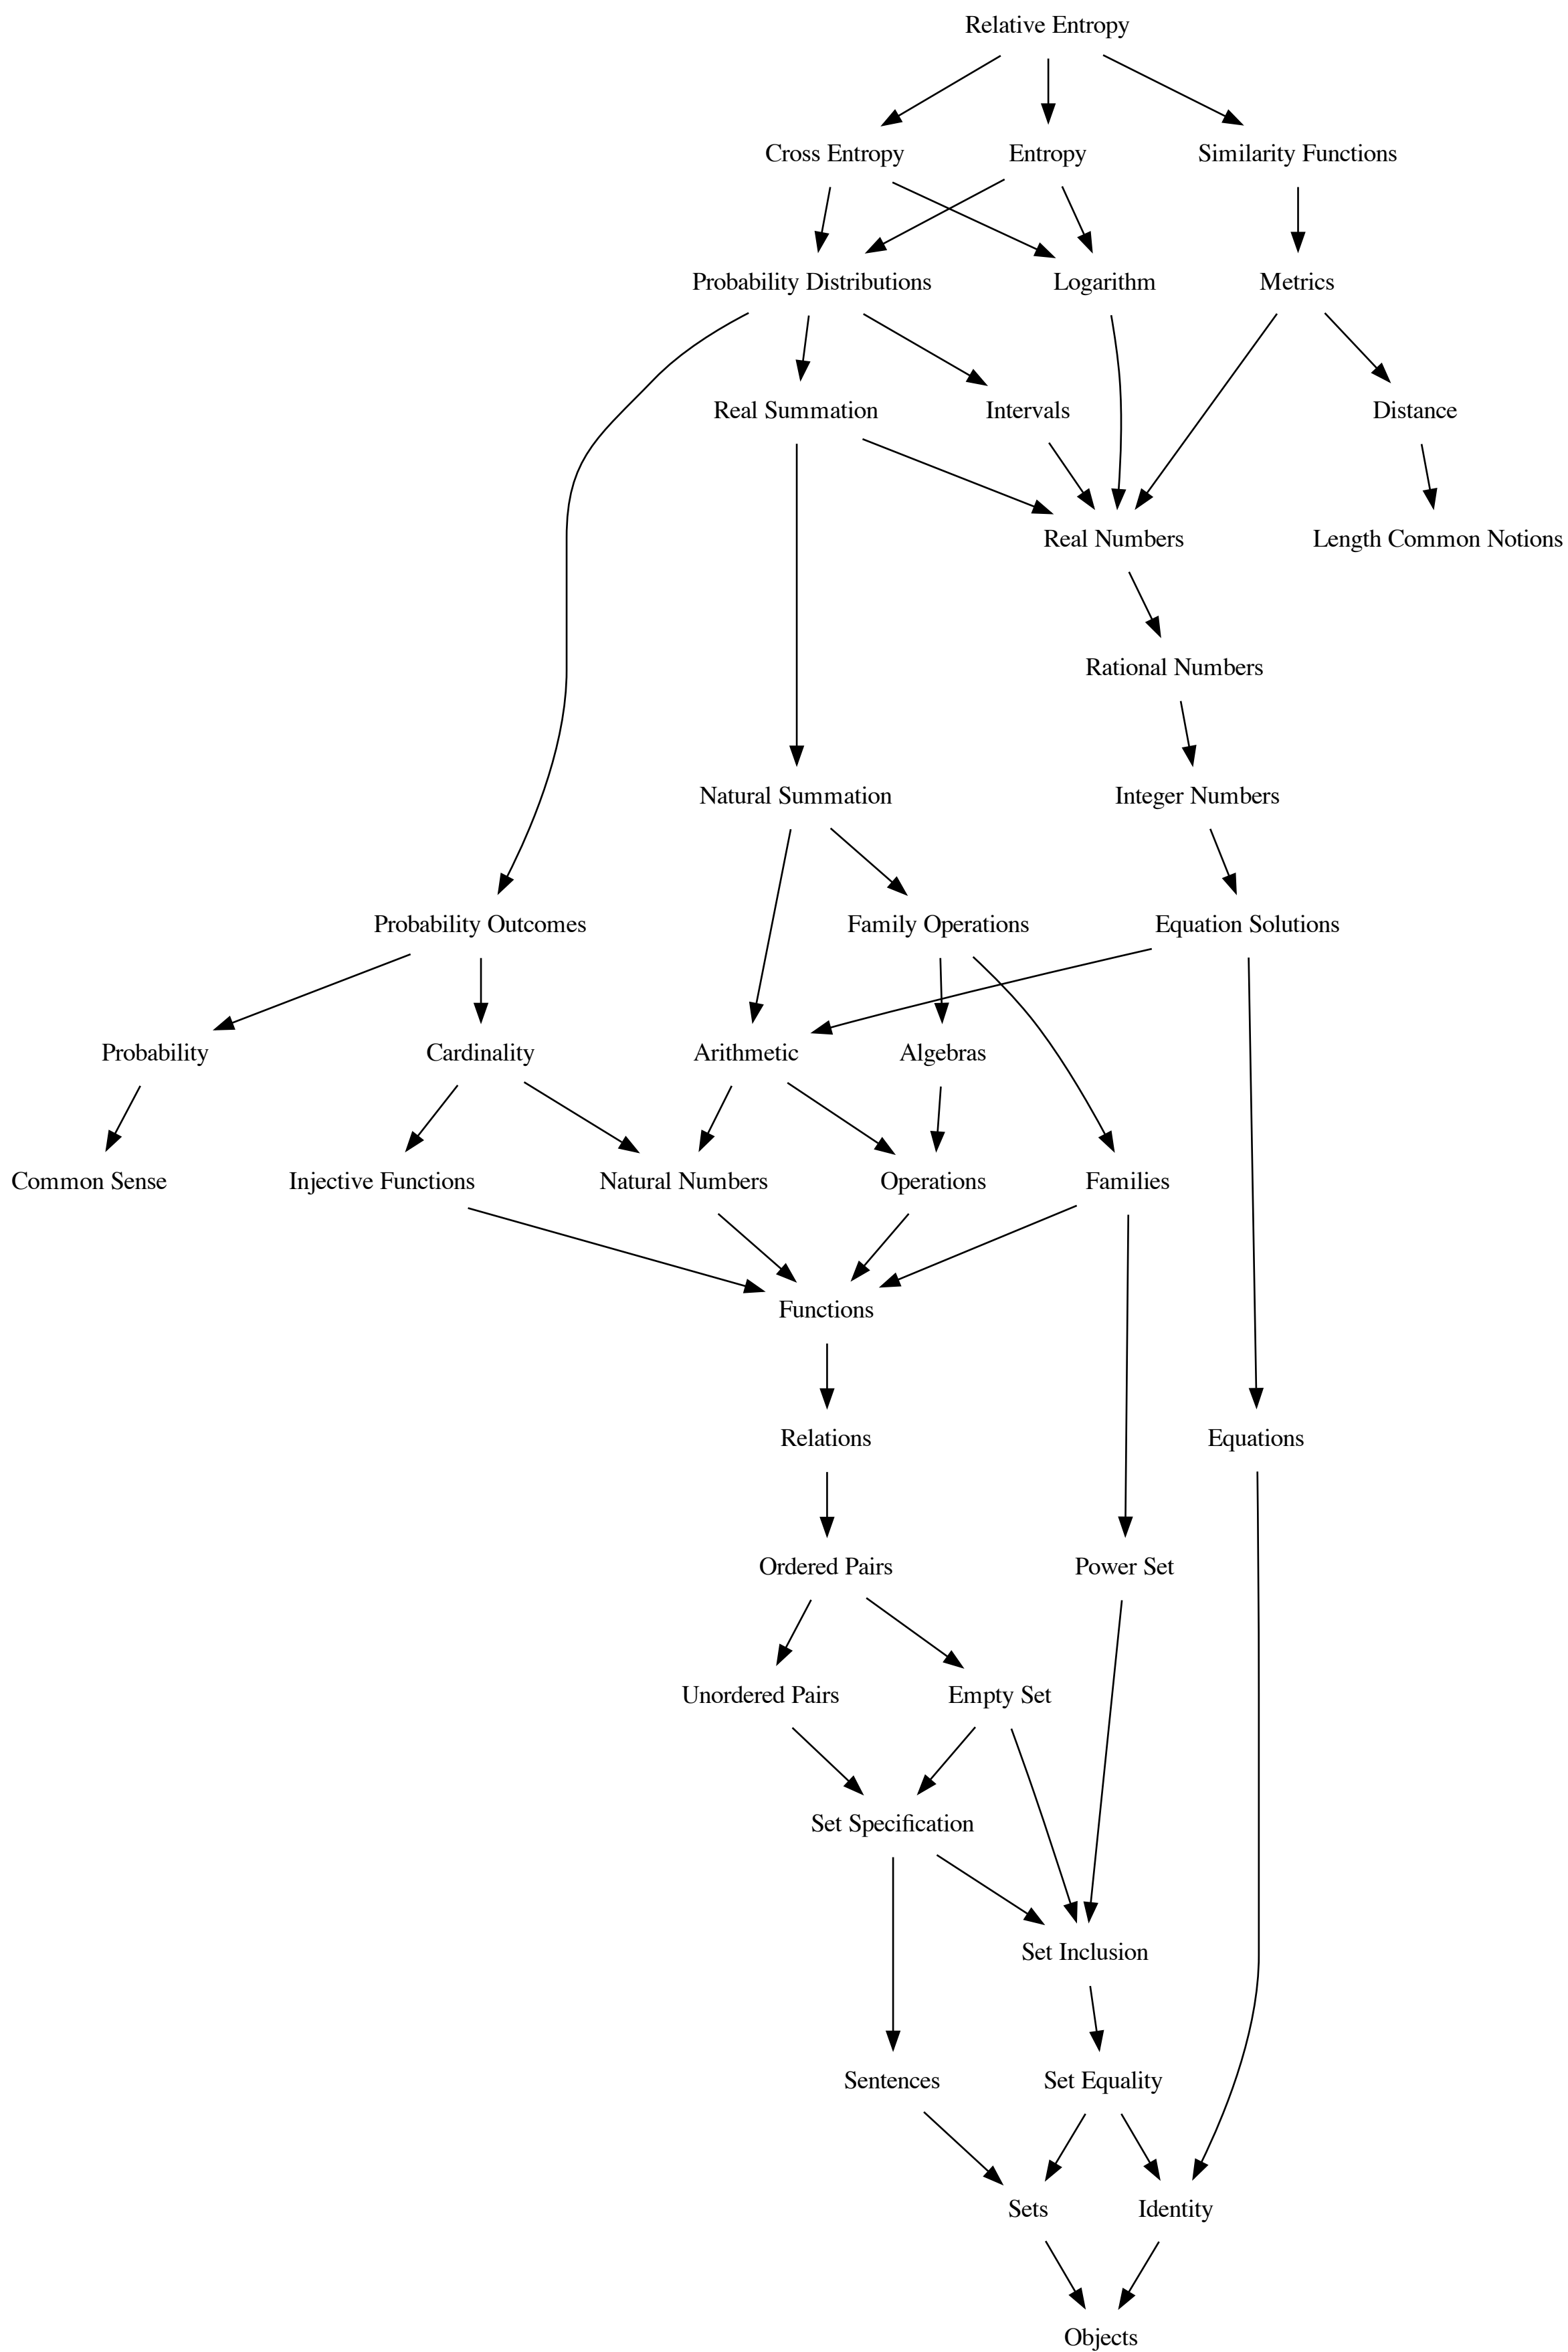 Relative Entropy
Cross Entropy
Entropy
Similarity Functions
Probability Distributions
Logarithm
Metrics
Real Summation
Intervals
Distance
Real Numbers
Length Common Notions
Rational Numbers
Natural Summation
Integer Numbers
Probability Outcomes
Family Operations
Equation Solutions
Probability
Cardinality
Arithmetic
Algebras
Common Sense
Injective Functions
Natural Numbers
Operations
Families
Functions
Relations
Equations
Ordered Pairs
Power Set
Unordered Pairs
Empty Set
Set Specification
Set Inclusion
Sentences
Set Equality
Sets
Identity
Objects